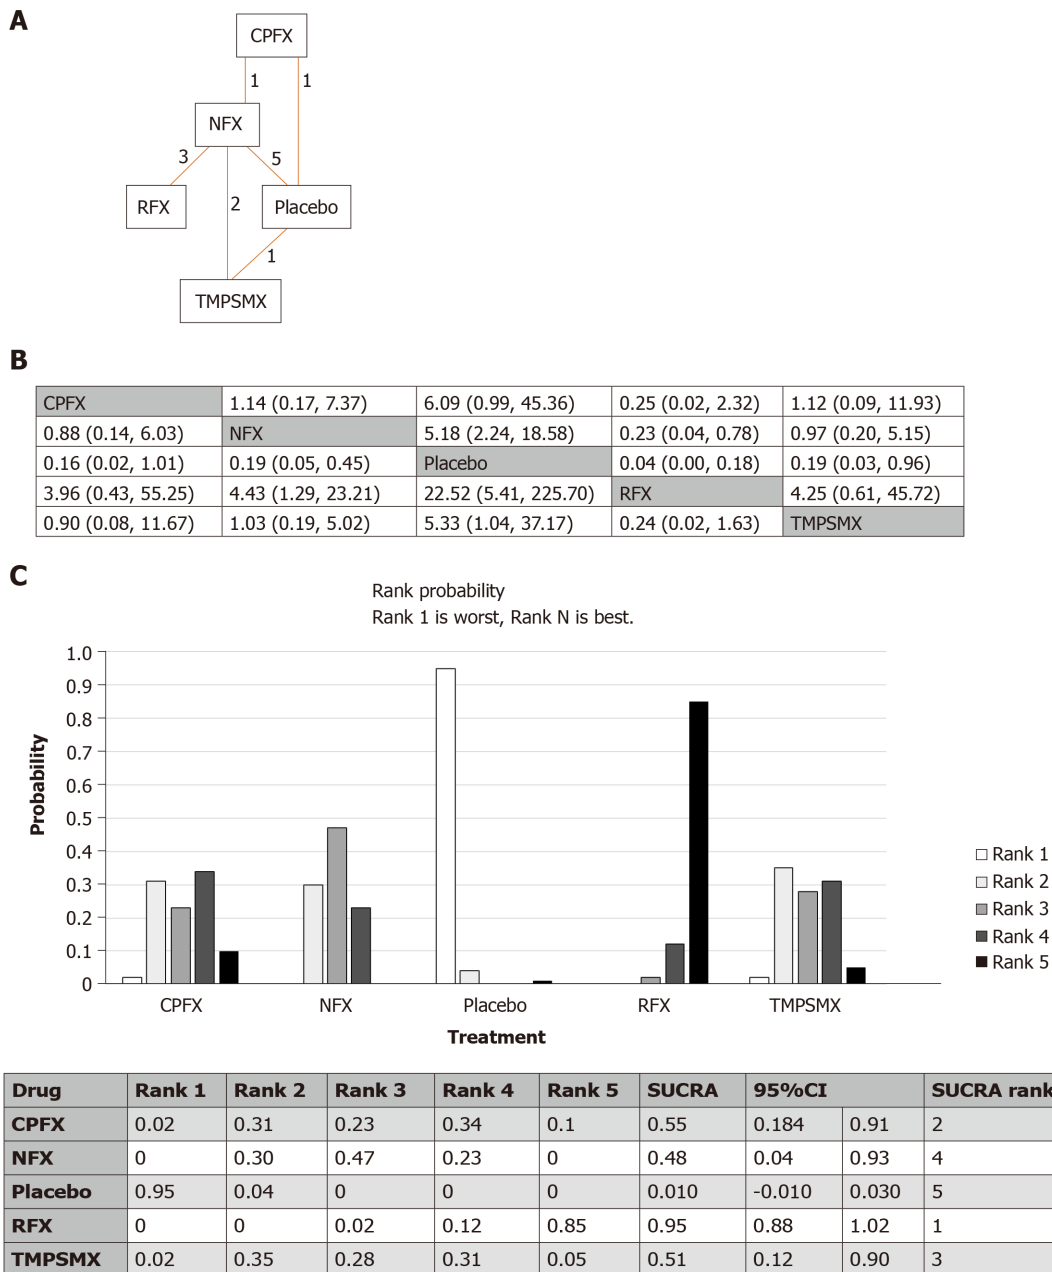 A
CPFX
1 1
NFX
3 5
RFX 2 Placebo
1
TMPSMX
B
CPFX 1.14 (0.17, 7.37) 6.09 (0.99, 45.36) 0.25 (0.02, 2.32) 1.12 (0.09, 11.93)
0.88 (0.14, 6.03) NFX 5.18 (2.24, 18.58) 0.23 (0.04, 0.78) 0.97 (0.20, 5.15)
0.16 (0.02, 1.01) 0.19 (0.05, 0.45) Placebo 0.04 (0.00, 0.18) 0.19 (0.03, 0.96)
3.96 (0.43, 55.25) 4.43 (1.29, 23.21) 22.52 (5.41, 225.70) RFX 4.25 (0.61, 45.72)
0.90 (0.08, 11.67) 1.03 (0.19, 5.02) 5.33 (1.04, 37.17) 0.24 (0.02, 1.63) TMPSMX
C
Rank probability
Rank 1 is worst, Rank N is best.
Probability
1.0
0.9
0.8
0.7
0.6
0.5
0.4
0.3
0.2
0.1
0
CPFX NFX Placebo RFX TMPSMX
Treatment
Rank 1
Rank 2
Rank 3
Rank 4
Rank 5
Drug Rank 1 Rank 2 Rank 3 Rank 4 Rank 5 SUCRA 95%CI SUCRA rank
CPFX 0.02 0.31 0.23 0.34 0.1 0.55 0.184 0.91 2
NFX 0 0.30 0.47 0.23 0 0.48 0.04 0.93 4
Placebo 0.95 0.04 0 0 0 0.010 -0.010 0.030 5
RFX 0 0 0.02 0.12 0.85 0.95 0.88 1.02 1
TMPSMX 0.02 0.35 0.28 0.31 0.05 0.51 0.12 0.90 3